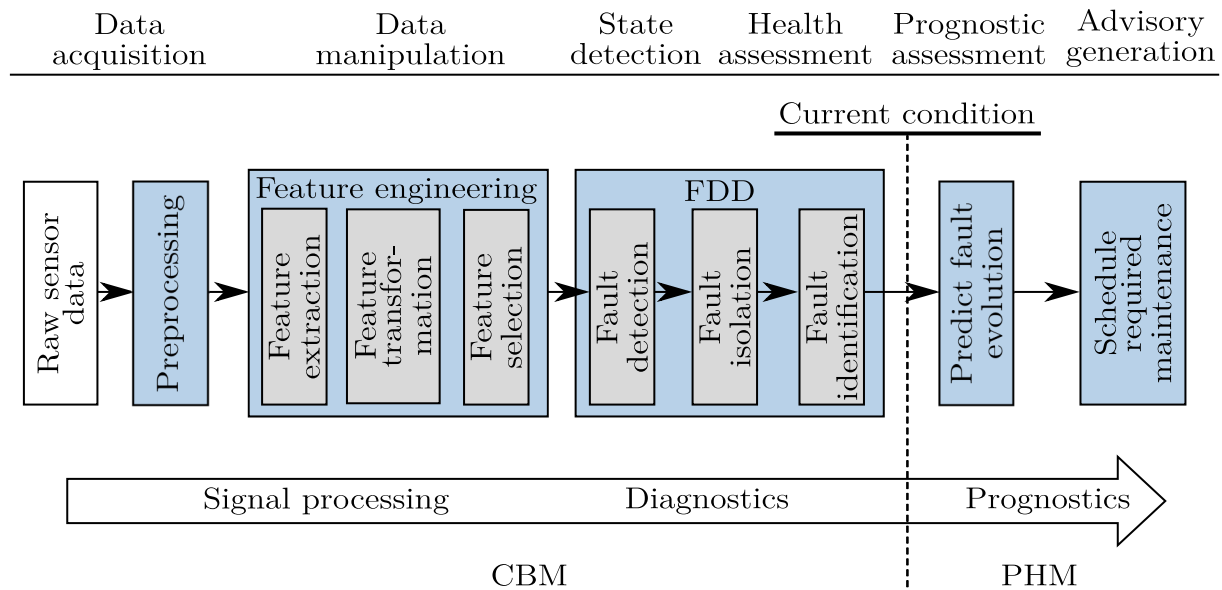 Data
acquisition
Data
manipulation
State
detection
Health
assessment
Prognostic
assessment
Advisory
generation
Current condition
Raw sensor
data
Preprocessing
Feature engineering
Feature
extraction
Feature
transfor-
mation
Feature
selection
FDD
Fault
detection
Fault
isolation
Fault
identification
Predict fault
evolution
Schedule
required
maintenance
Signal processing
Diagnostics
Prognostics
CBM
PHM